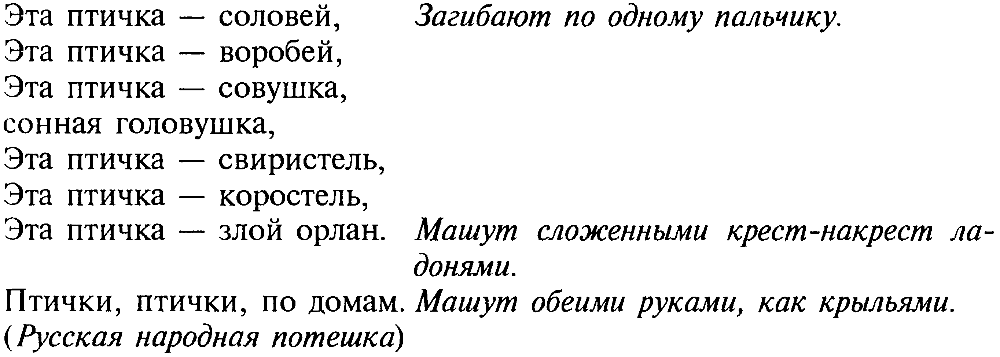 Эта птичка — соловей, Загибают по одному пальчику.
Эта птичка — воробей,
Эта птичка — совушка,
сонная головушка,
Эта птичка — свиристель,
Эта птичка — коростель,
Эта птичка — злой орлан. Машут сложенными крест-накрест ла-
донями.
Птички, птички, по домам. Машут обеими руками, как крыльями.
(Русская народная потешка)